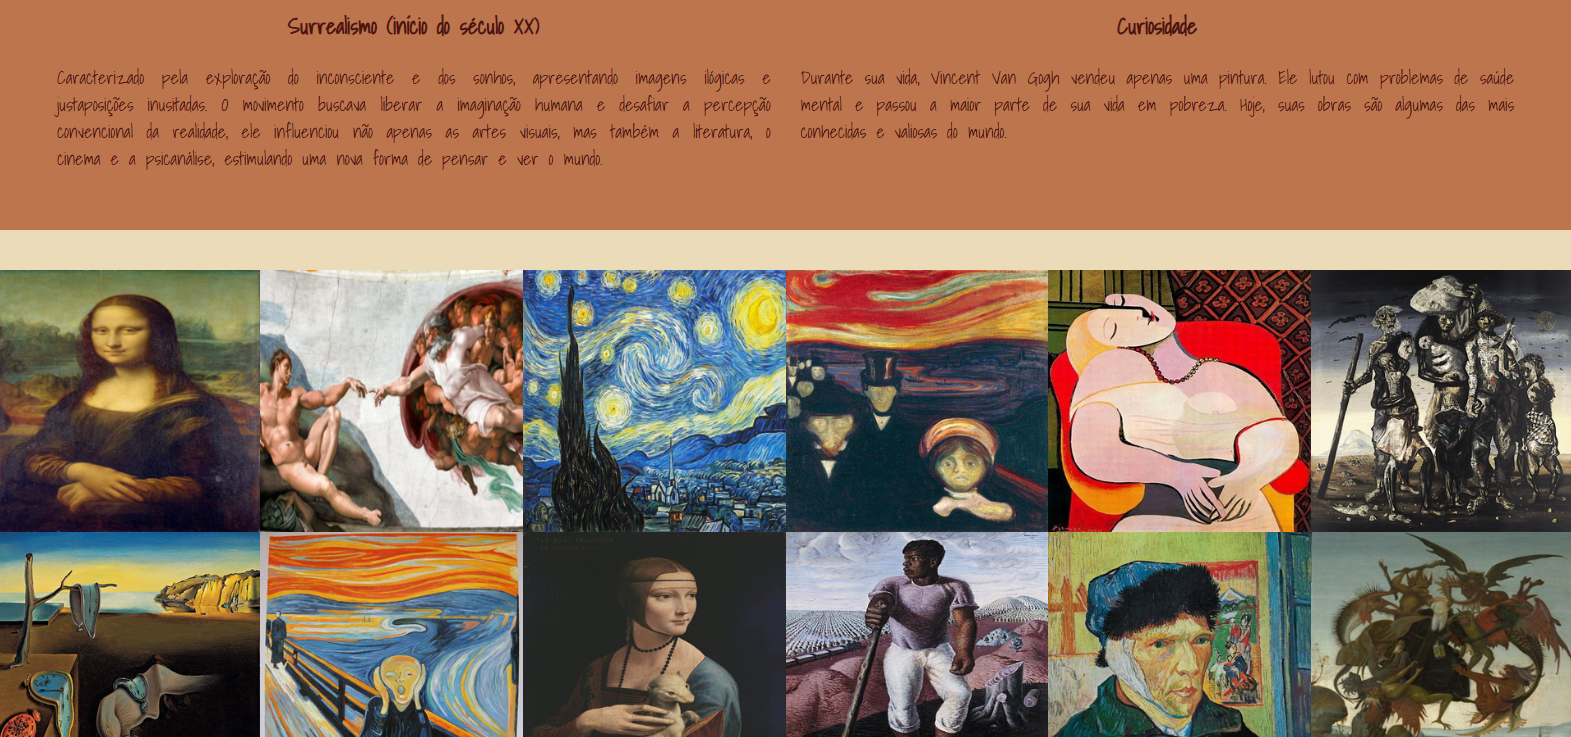 Surrealismo (início do século XX)
Caracterizado pela exploração do inconsciente e dos sonhos, apresentando imagens ilógicas e
justaposições inusitadas. O movimento buscava liberar a imaginação humana e desafiar a percepção
convencional da realidade, ele influenciou não apenas as artes visuais, mas também a literatura, o
cinema e a psicanálise, estimulando uma nova forma de pensar e ver o mundo.
Curiosidade
Durante sua vida, Vincent Van Gogh vendeu apenas uma pintura. Ele lutou com problemas de saúde
mental e passou a maior parte de sua vida em pobreza. Hoje, suas obras são algumas das mais
conhecidas e valiosas do mundo.